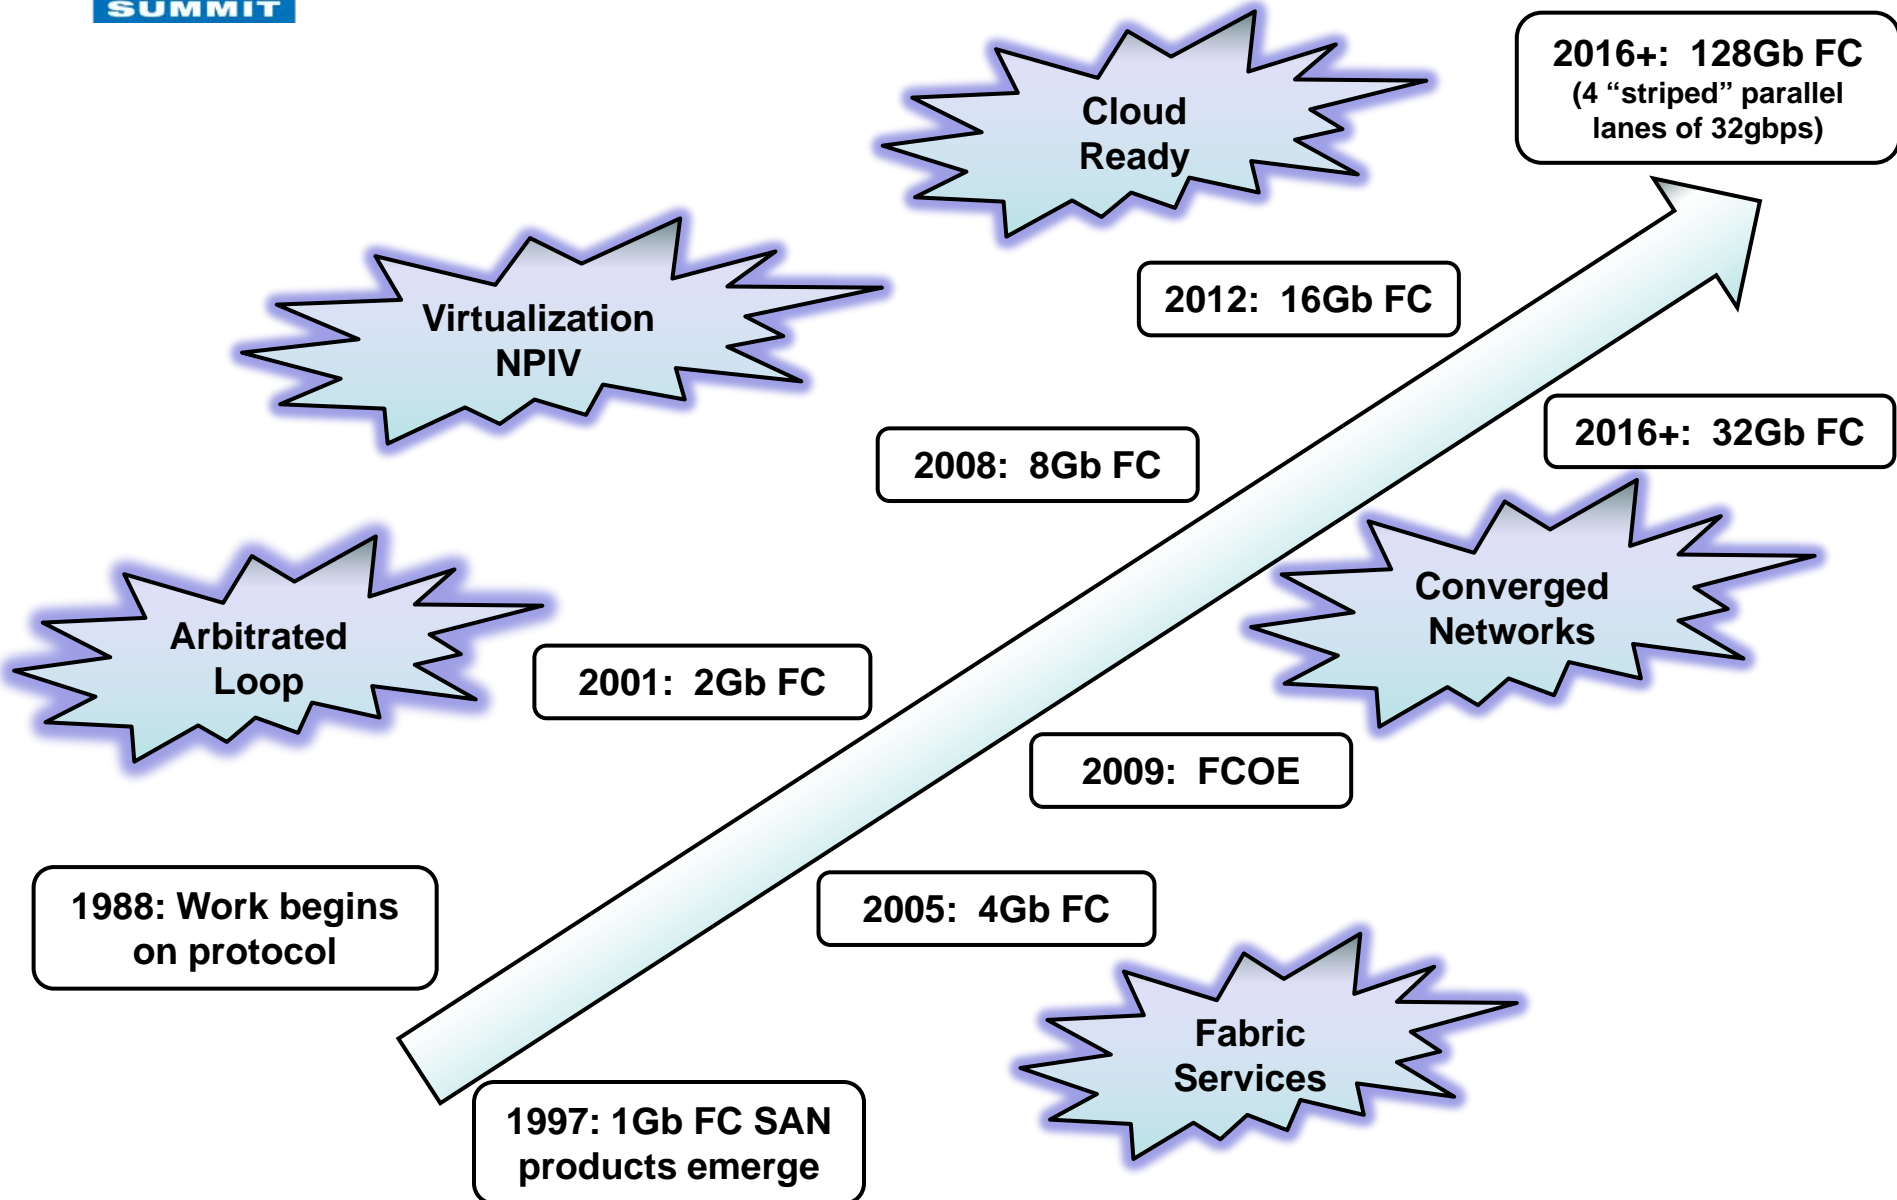 SUMMIT
2016+:  128Gb FC
(4 “striped” parallel
lanes of 32gbps)
Cloud
Ready
Virtualization
NPIV
2012:  16Gb FC
2016+:  32Gb FC
2008:  8Gb FC
Converged
Networks
Arbitrated
Loop
2001:  2Gb FC
2009:  FCOE
1988: Work begins
on protocol
2005:  4Gb FC
Fabric
Services
1997: 1Gb FC SAN
products emerge